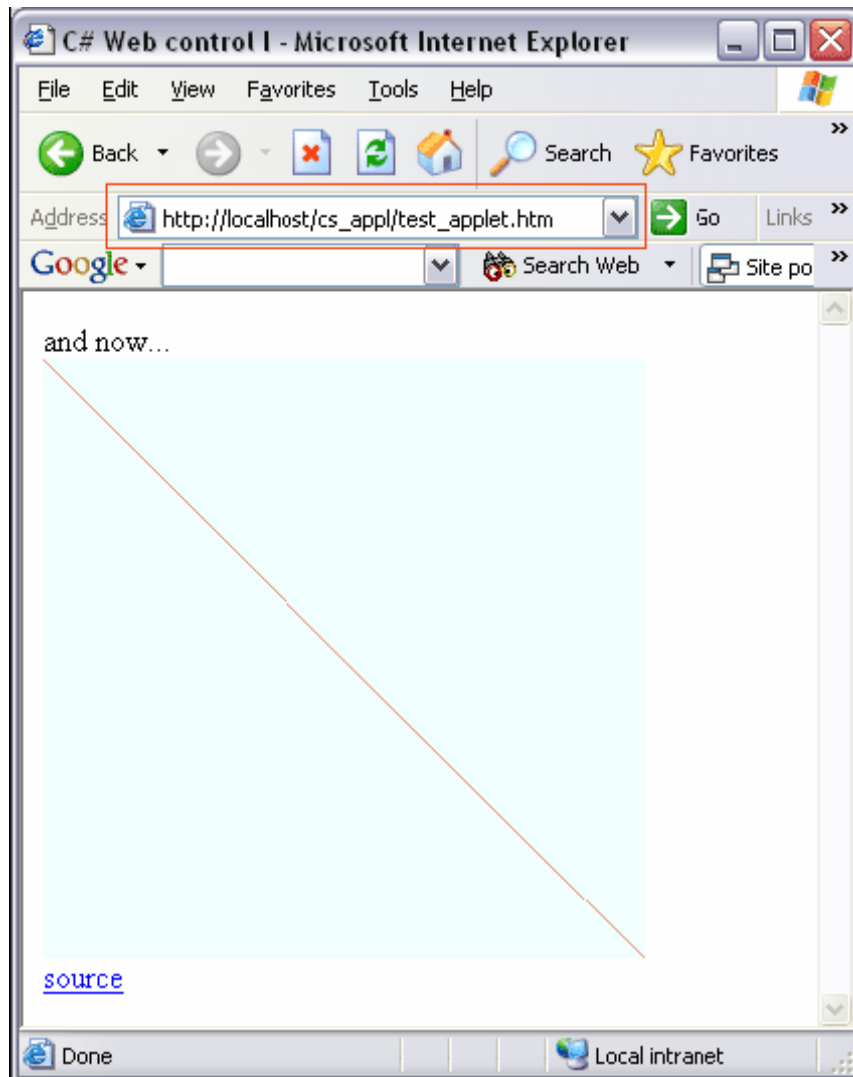 C# Web control I - Microsoft Internet Explorer
File Edit View Favorites Tools Help
Back Search Favorites »
Address http://localhost/cs_appl/test_applet.htm Go Links »
Google Search Web Site po »
and now...
source
Done Local intranet